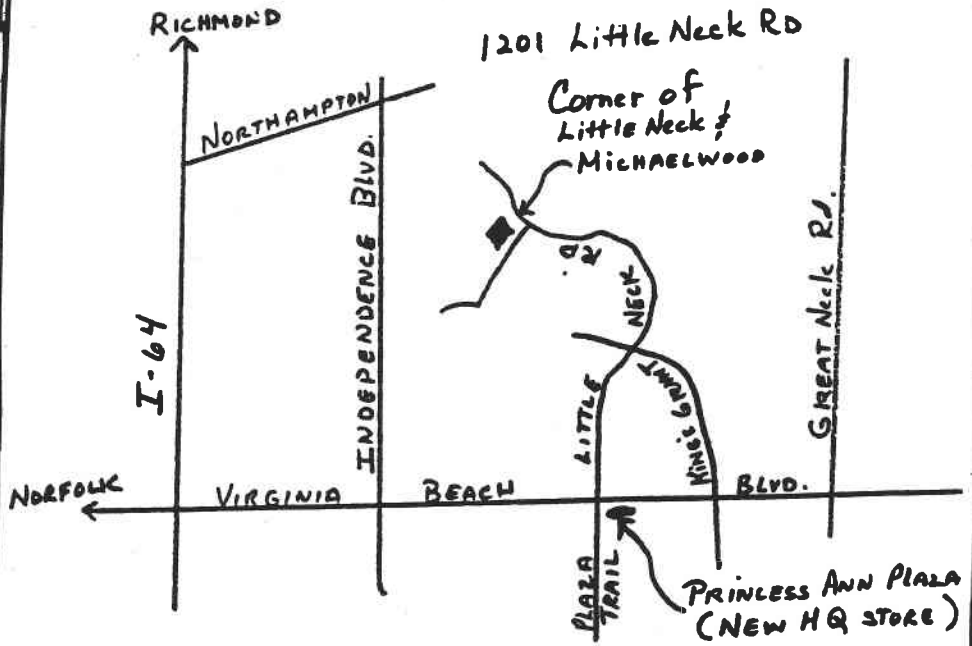 RICHMOND
1201 Little Neck RD
Corner of
Little Neck &
MICHAELWOOD
NORTHAMPTON
INDEPENDENCE BLVD.
RD.
NECK
GREAT Neck Rd.
I-64
LITTLE
KING'S GRANT
NORFOLK
VIRGINIA BEACH BLVD.
PLAZA
TRAIL
PRINCESS ANN PLAZA
(NEW HQ STORE)